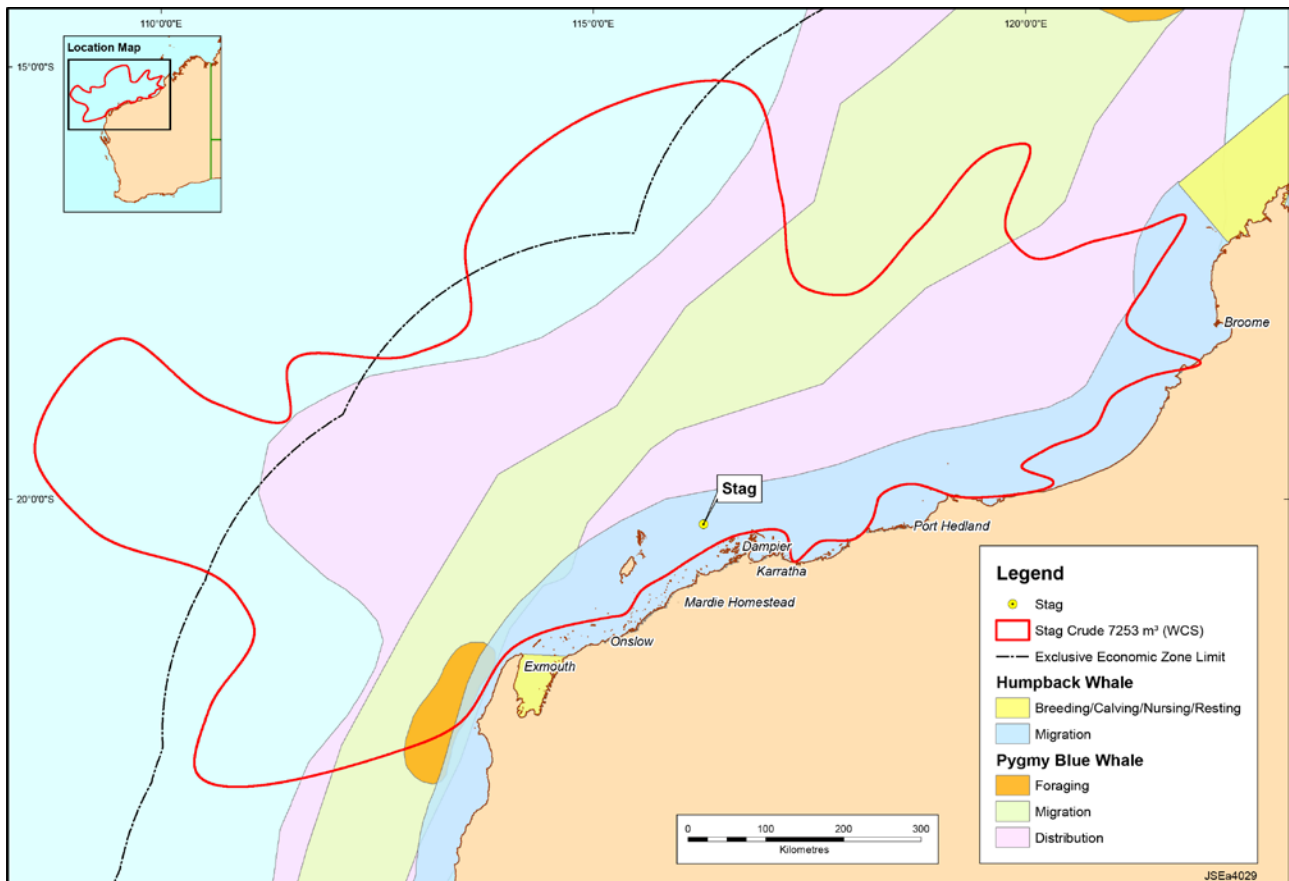 110°0'0"E
115°0'0"E
120°0'0"E
Location Map
15°0'0"S
Broome
20°0'0"S
Stag
Port Hedland
Dampier
Karratha
Mardie Homestead
Onslow
Exmouth
Legend
Stag
Stag Crude 7253 m³ (WCS)
Exclusive Economic Zone Limit
Humpback Whale
Breeding/Calving/Nursing/Resting
Migration
Pygmy Blue Whale
Foraging
Migration
Distribution
0 100 200 300
Kilometres
JSEa4029